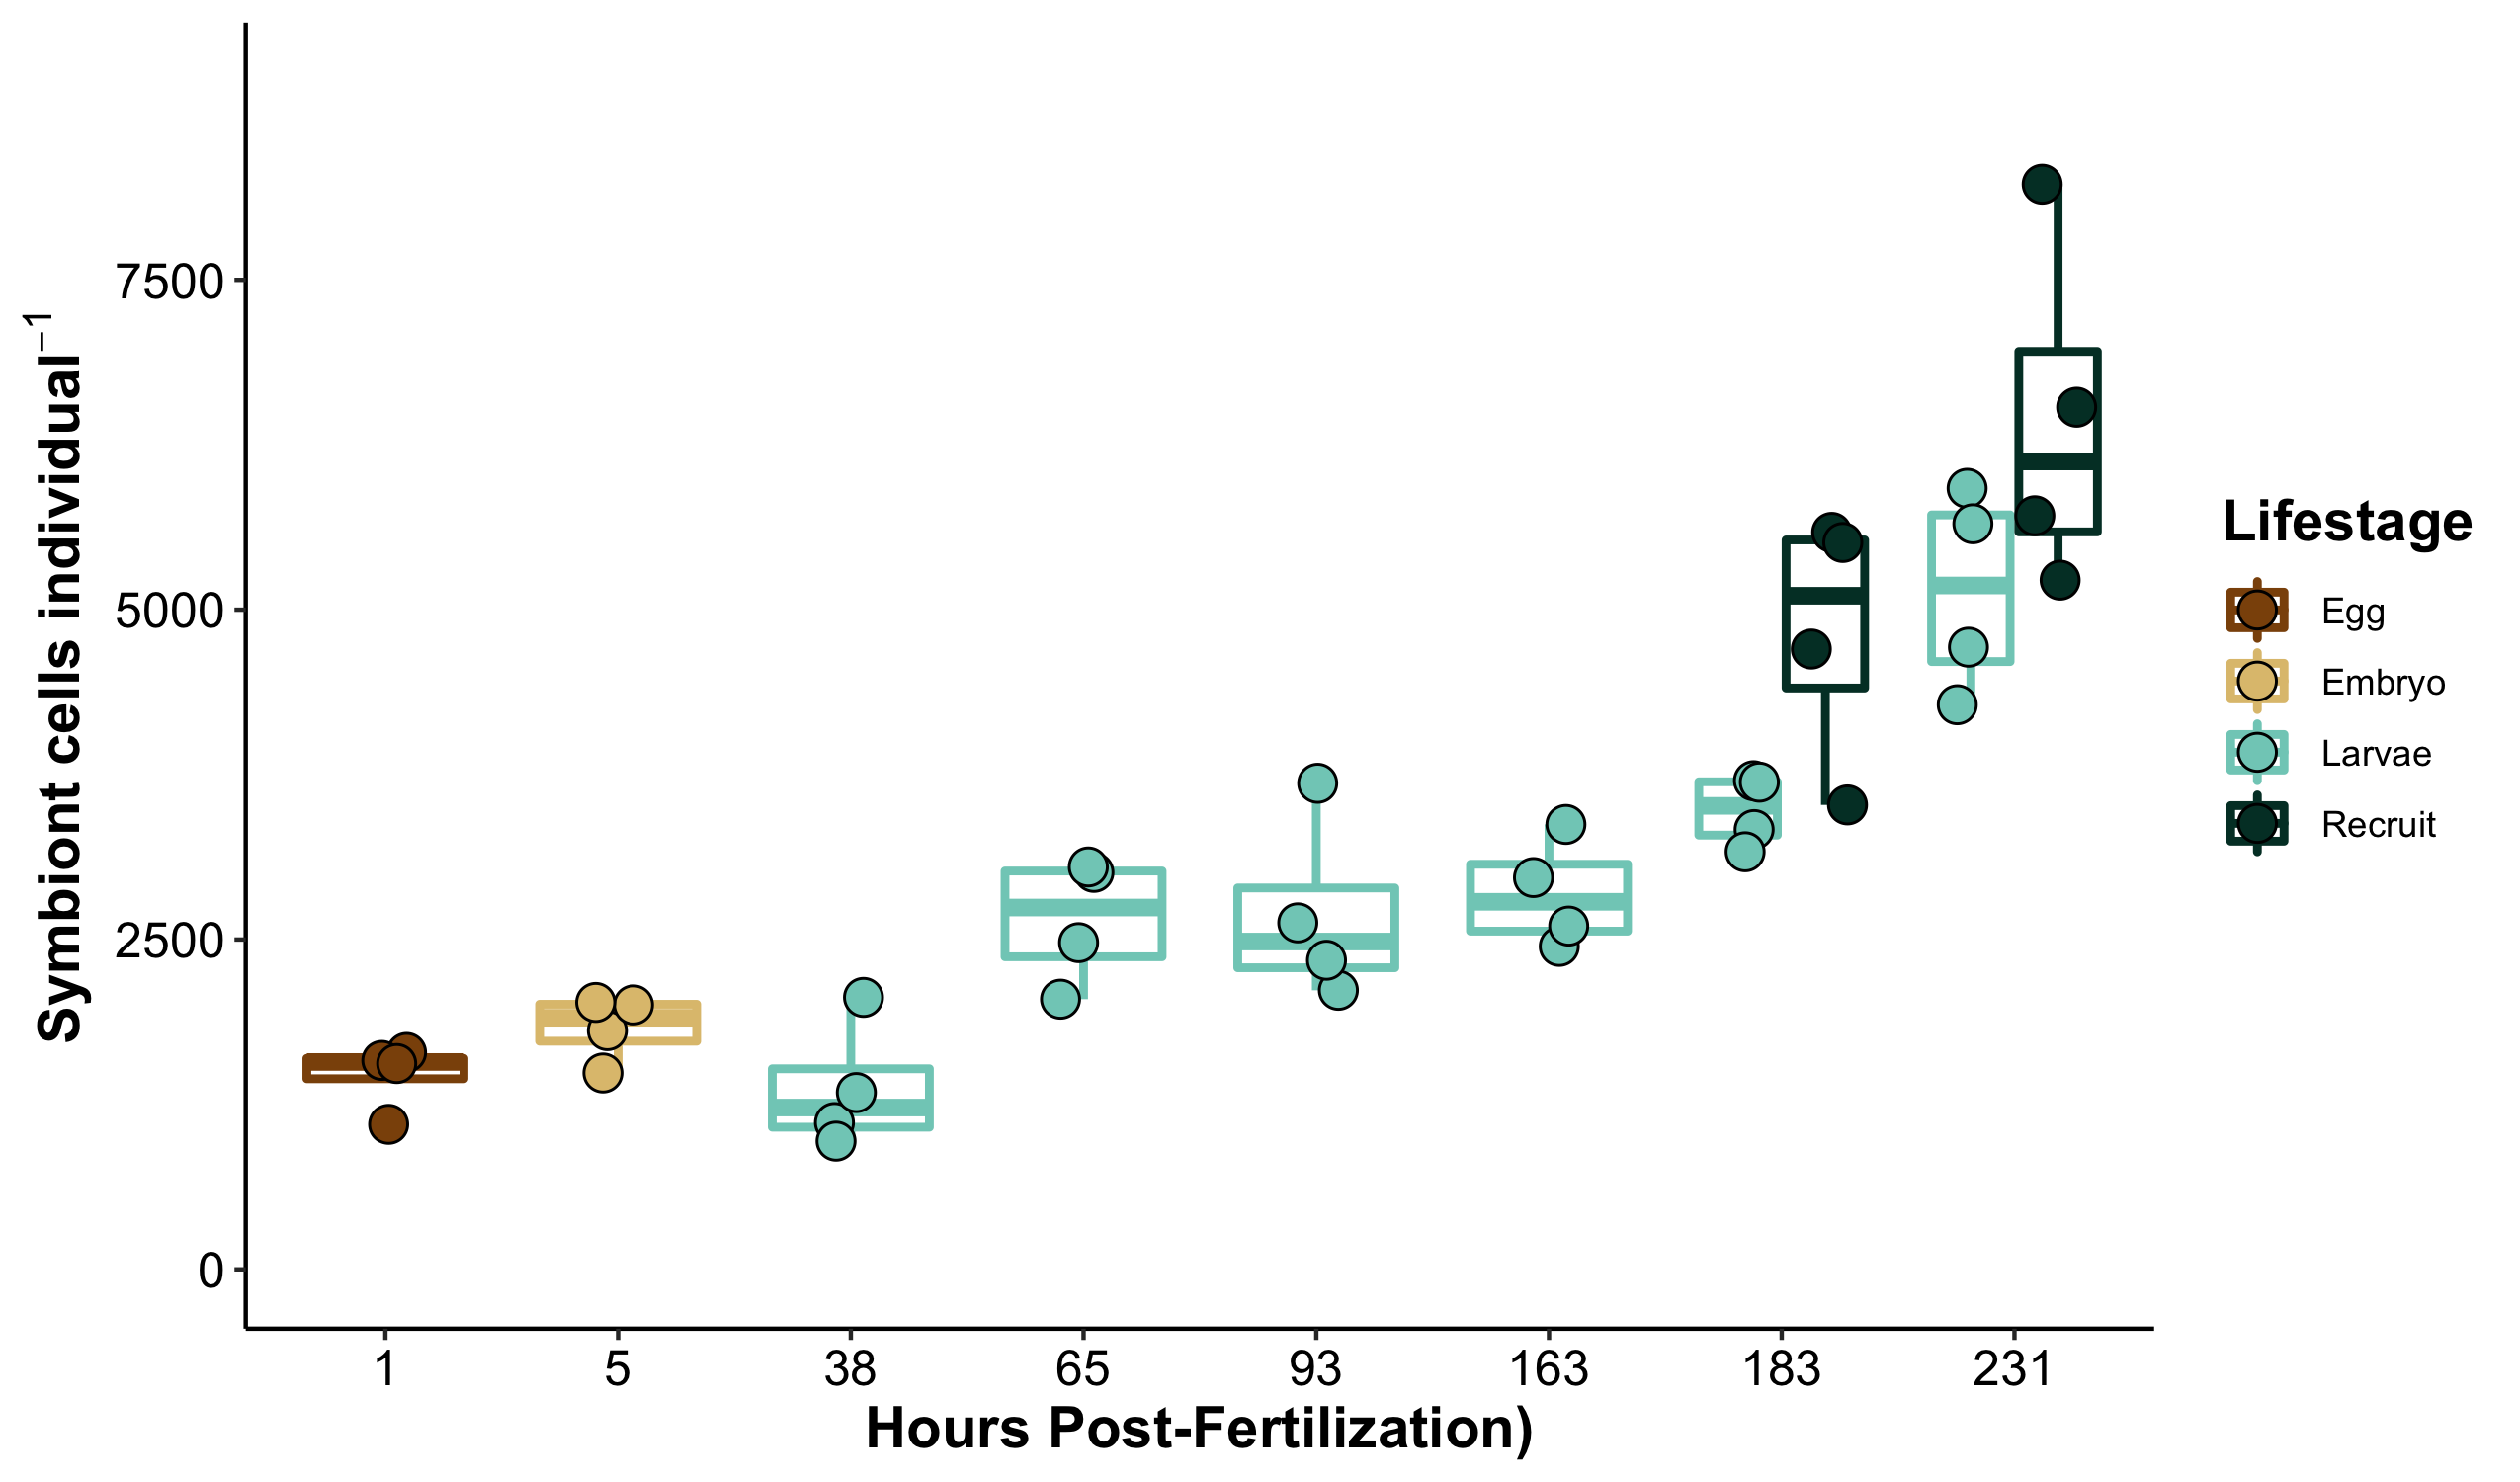 Symbiont cells individual⁻¹
7500
5000
2500
0
1 5 38 65 93 163 183 231
Hours Post-Fertilization)
Lifestage
Egg
Embryo
Larvae
Recruit